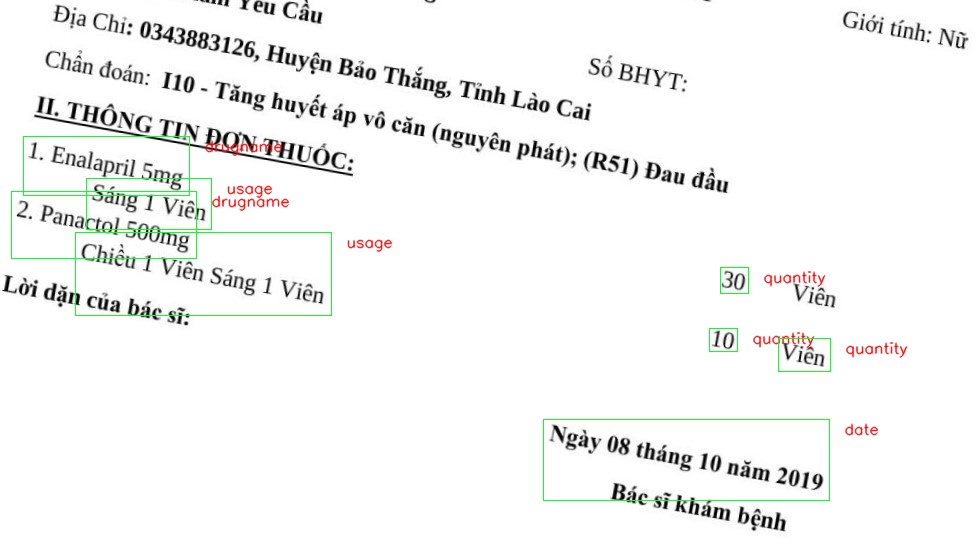 Yêu Cầu
Giới tính: Nữ
Địa Chỉ: 0343883126, Huyện Bảo Thắng, Tỉnh Lào Cai
Số BHYT:
Chẩn đoán: I10 - Tăng huyết áp vô căn (nguyên phát); (R51) Đau đầu
II. THÔNG TIN ĐƠN THUỐC:
drugname
1. Enalapril 5mg
30 Viên
quantity
Sáng 1 Viên
usage
drugname
2. Panactol 500mg
10 Viên
quantity
quantity
Chiều 1 Viên Sáng 1 Viên
usage
Lời dặn của bác sĩ:
Ngày 08 tháng 10 năm 2019
date
Bác sĩ khám bệnh